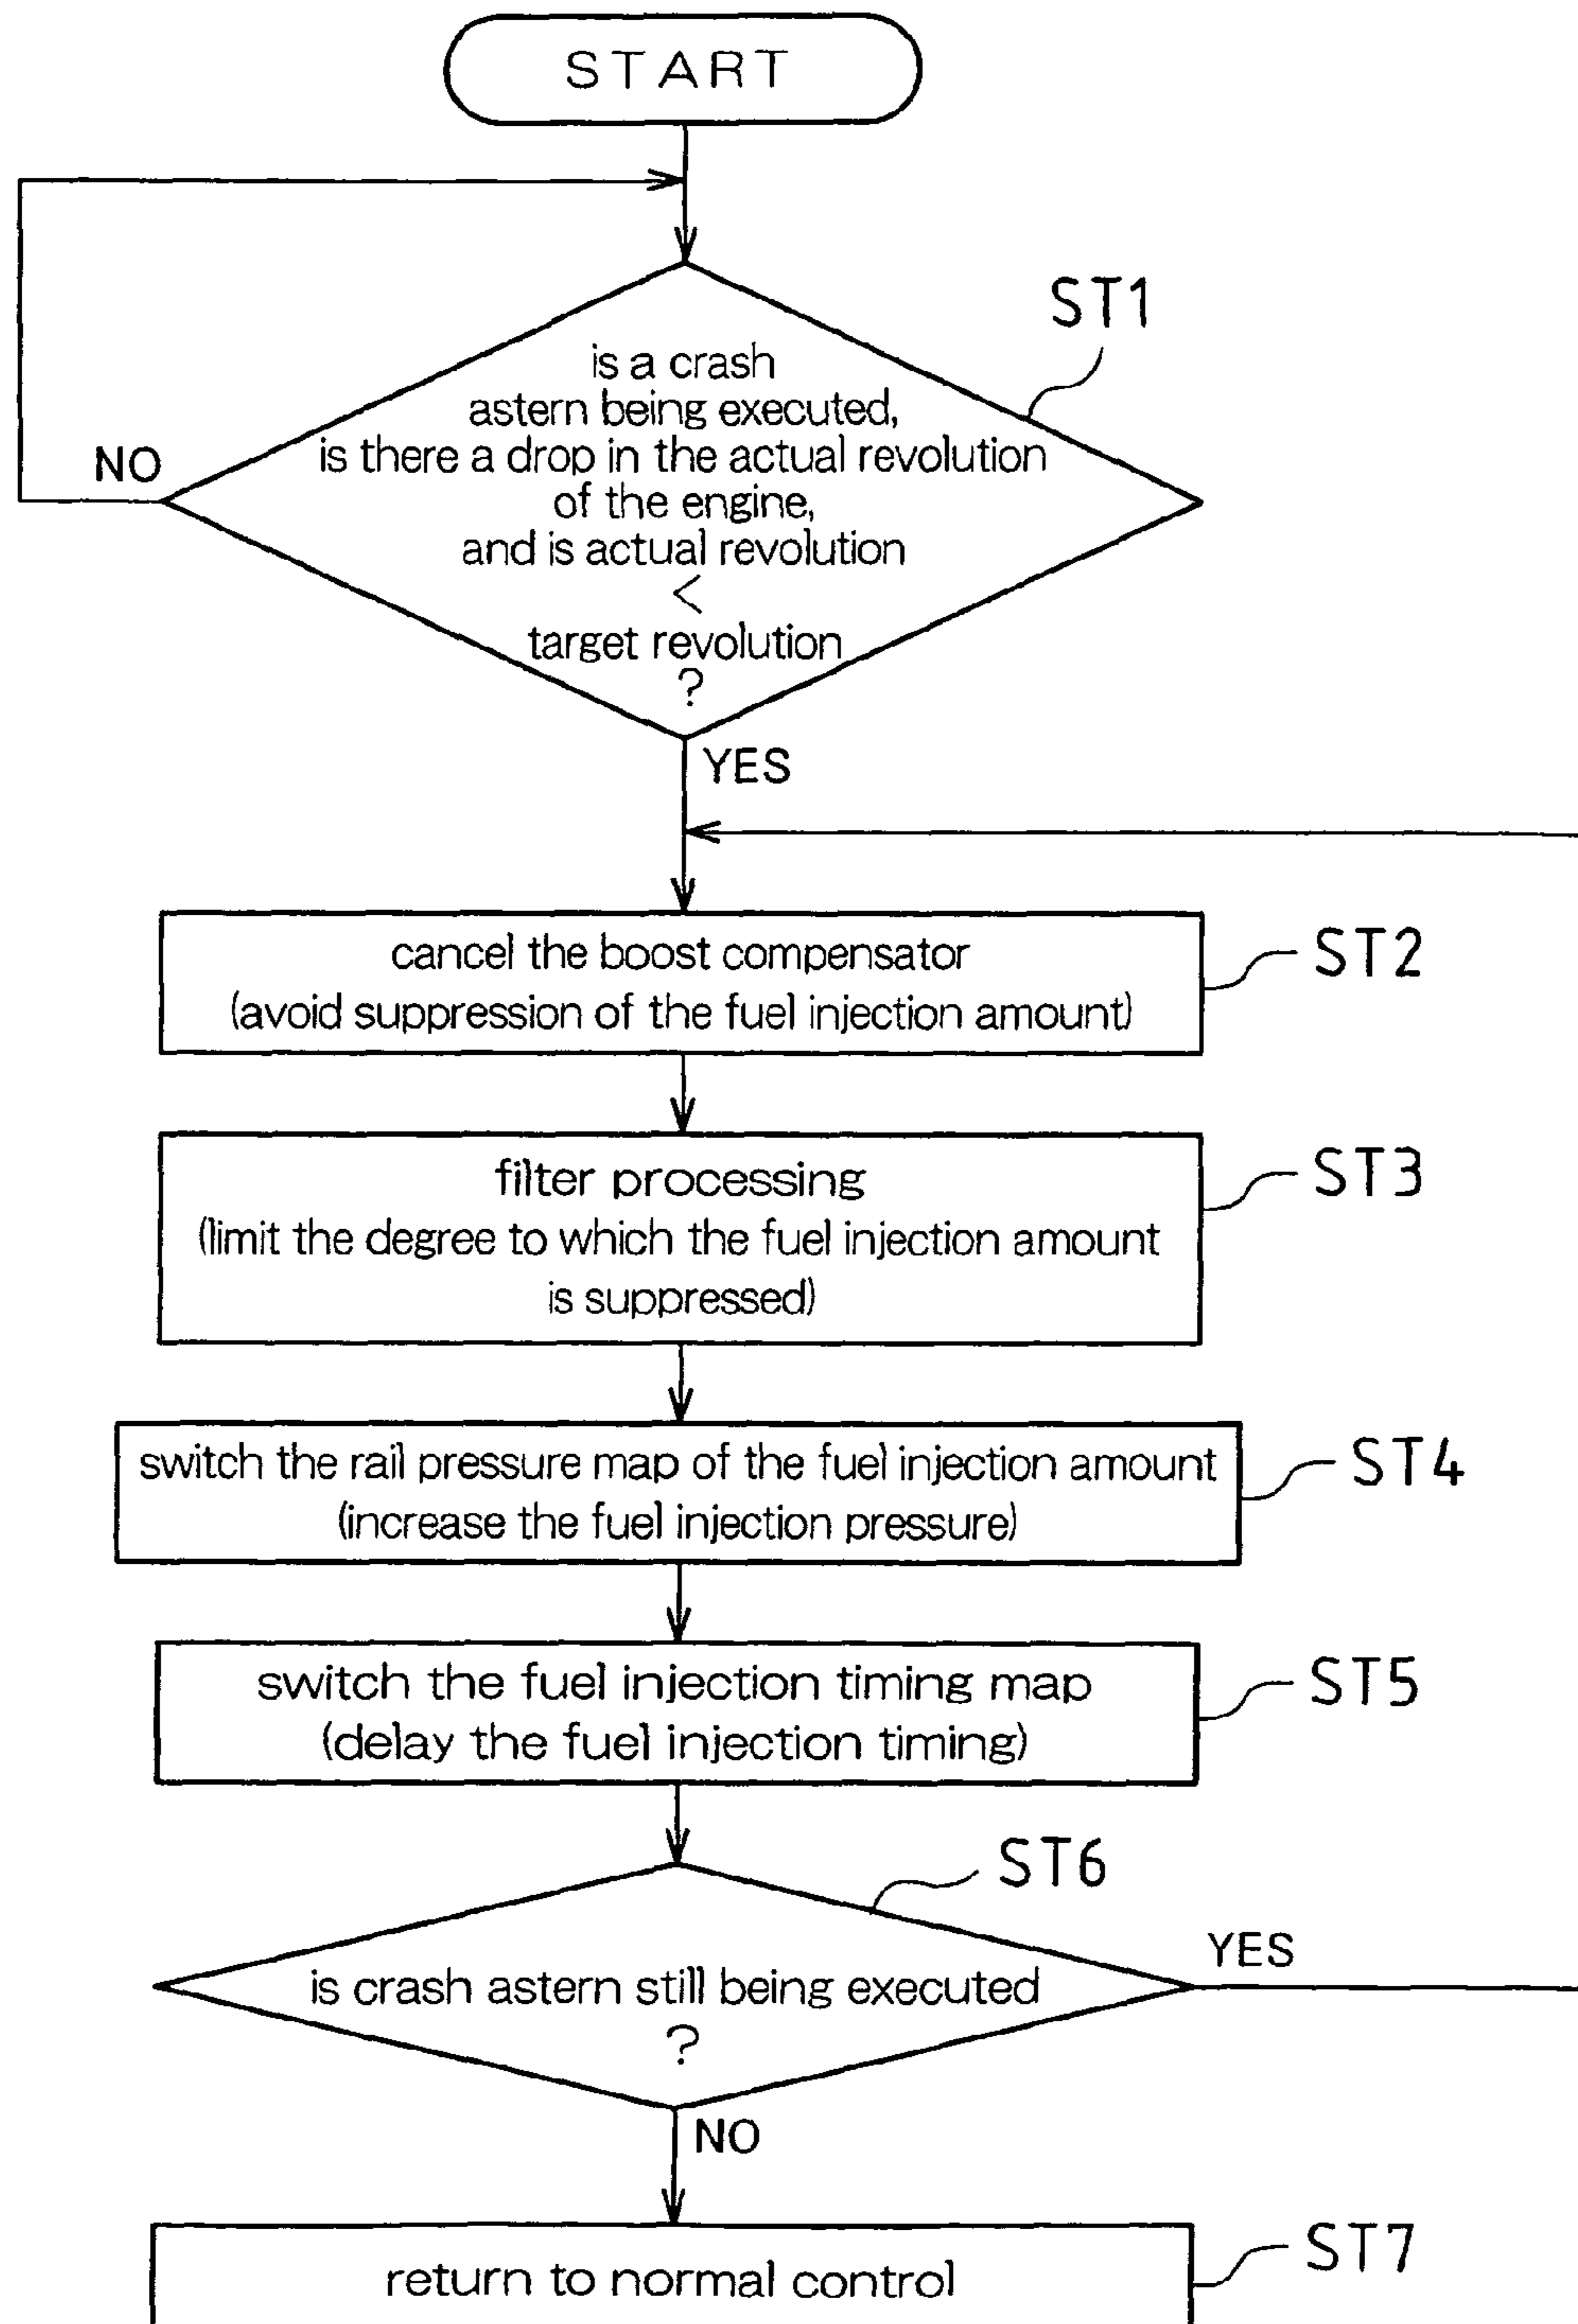 START
ST1
is a crash
astern being executed,
is there a drop in the actual revolution
NO
of the engine,
and is actual revolution
<
target revolution
?
YES
cancel the boost compensator
(avoid suppression of the fuel injection amount)
ST2
filter processing
(limit the degree to which the fuel injection amount
is suppressed)
ST3
switch the rail pressure map of the fuel injection amount
(increase the fuel injection pressure)
ST4
switch the fuel injection timing map
(delay the fuel injection timing)
ST5
ST6
YES
is crash astern still being executed
?
NO
return to normal control
ST7